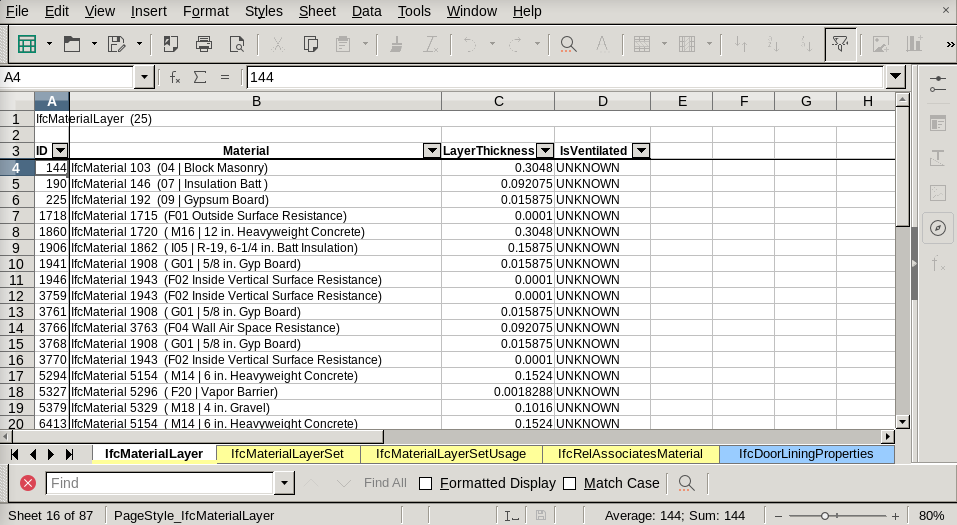 File Edit View Insert Format Styles Sheet Data Tools Window Help ×
A4 fx Σ = 144
A B C D E F G H
1 IfcMaterialLayer (25)
2
3 ID Material LayerThickness IsVentilated
4 144 IfcMaterial 103 (04 | Block Masonry) 0.3048 UNKNOWN
5 190 IfcMaterial 146 (07 | Insulation Batt ) 0.092075 UNKNOWN
6 225 IfcMaterial 192 (09 | Gypsum Board) 0.015875 UNKNOWN
7 1718 IfcMaterial 1715 (F01 Outside Surface Resistance) 0.0001 UNKNOWN
8 1860 IfcMaterial 1720 ( M16 | 12 in. Heavyweight Concrete) 0.3048 UNKNOWN
9 1906 IfcMaterial 1862 ( I05 | R-19, 6-1/4 in. Batt Insulation) 0.15875 UNKNOWN
10 1941 IfcMaterial 1908 ( G01 | 5/8 in. Gyp Board) 0.015875 UNKNOWN
11 1946 IfcMaterial 1943 (F02 Inside Vertical Surface Resistance) 0.0001 UNKNOWN
12 3759 IfcMaterial 1943 (F02 Inside Vertical Surface Resistance) 0.0001 UNKNOWN
13 3761 IfcMaterial 1908 ( G01 | 5/8 in. Gyp Board) 0.015875 UNKNOWN
14 3766 IfcMaterial 3763 (F04 Wall Air Space Resistance) 0.092075 UNKNOWN
15 3768 IfcMaterial 1908 ( G01 | 5/8 in. Gyp Board) 0.015875 UNKNOWN
16 3770 IfcMaterial 1943 (F02 Inside Vertical Surface Resistance) 0.0001 UNKNOWN
17 5294 IfcMaterial 5154 ( M14 | 6 in. Heavyweight Concrete) 0.1524 UNKNOWN
18 5327 IfcMaterial 5296 ( F20 | Vapor Barrier) 0.0018288 UNKNOWN
19 5379 IfcMaterial 5329 ( M18 | 4 in. Gravel) 0.1016 UNKNOWN
20 6413 IfcMaterial 5154 ( M14 | 6 in. Heavyweight Concrete) 0.1524 UNKNOWN
IfcMaterialLayer IfcMaterialLayerSet IfcMaterialLayerSetUsage IfcRelAssociatesMaterial IfcDoorLiningProperties
Find Find All Formatted Display Match Case
Sheet 16 of 87 PageStyle_IfcMaterialLayer Average: 144; Sum: 144 80%